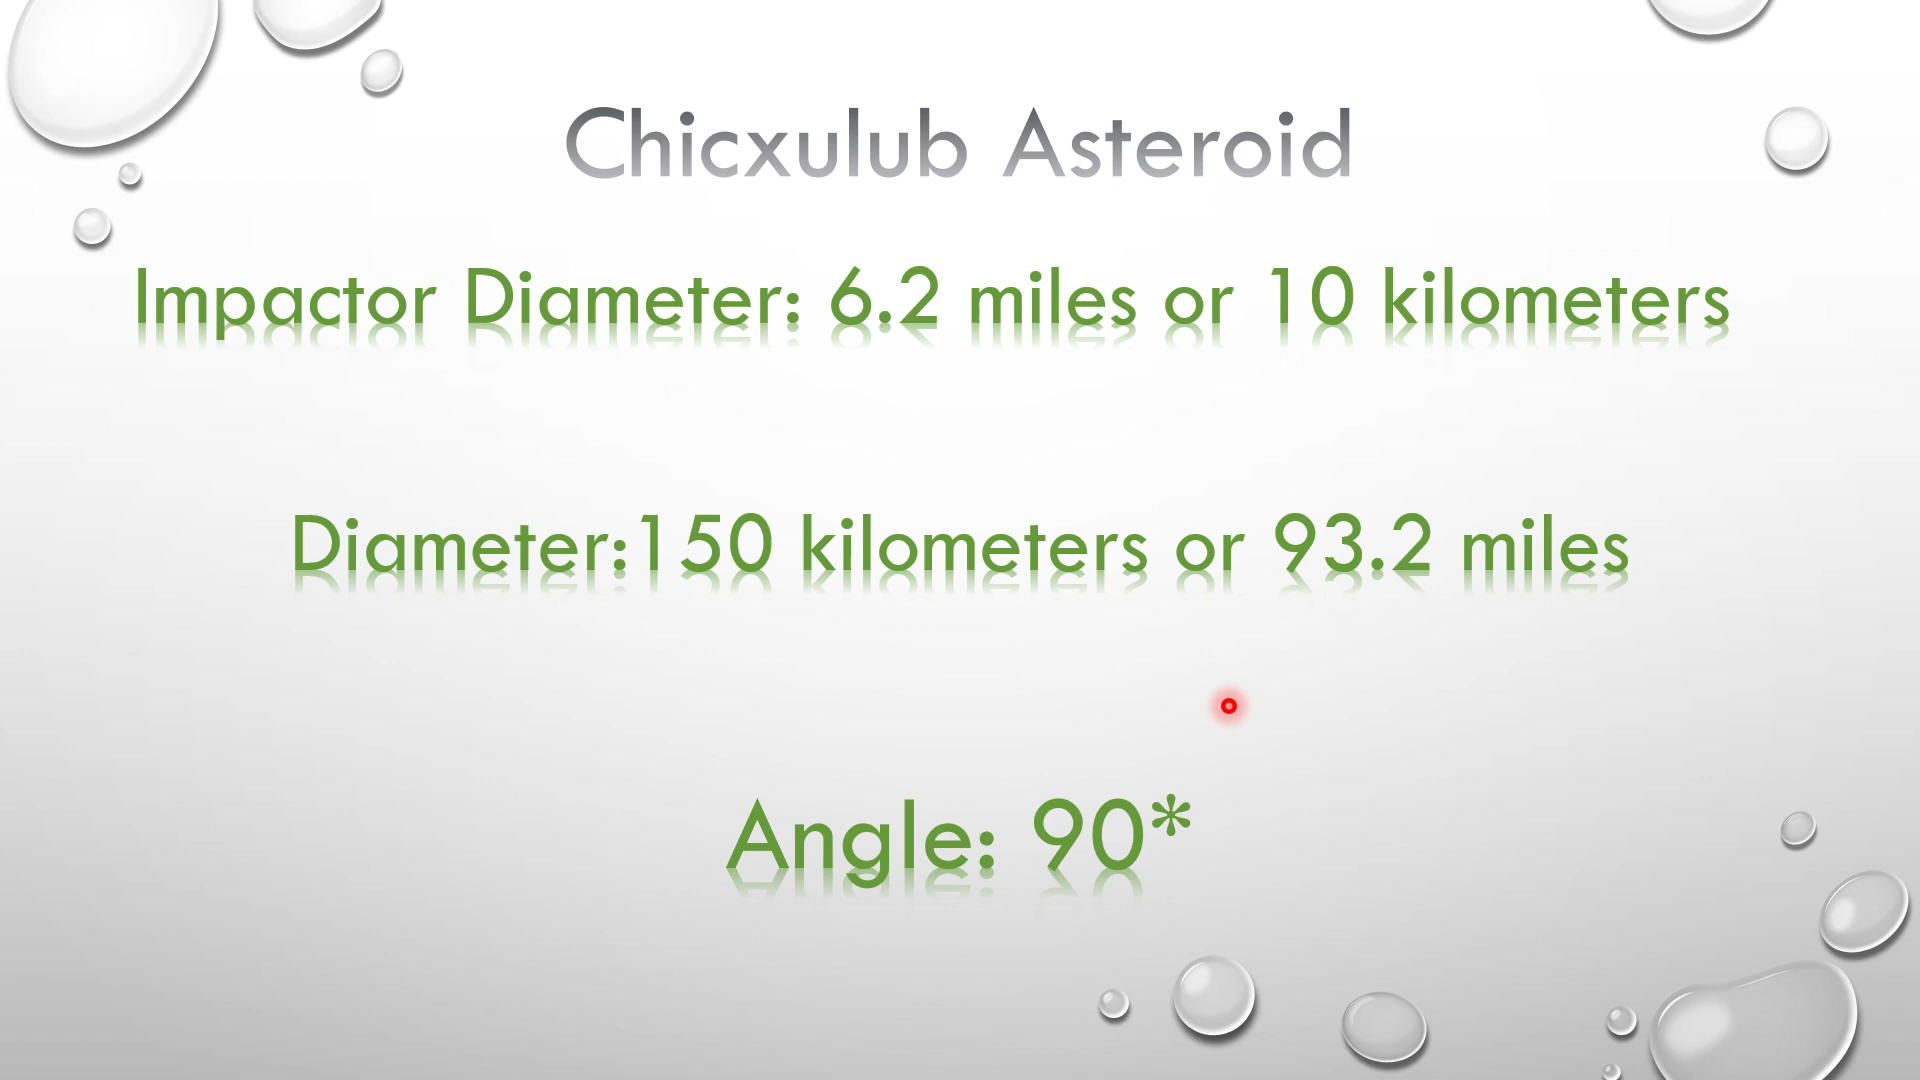 Chicxulub Asteroid
Impactor Diameter: 6.2 miles or 10 kilometers
Diameter:150 kilometers or 93.2 miles
Angle: 90*